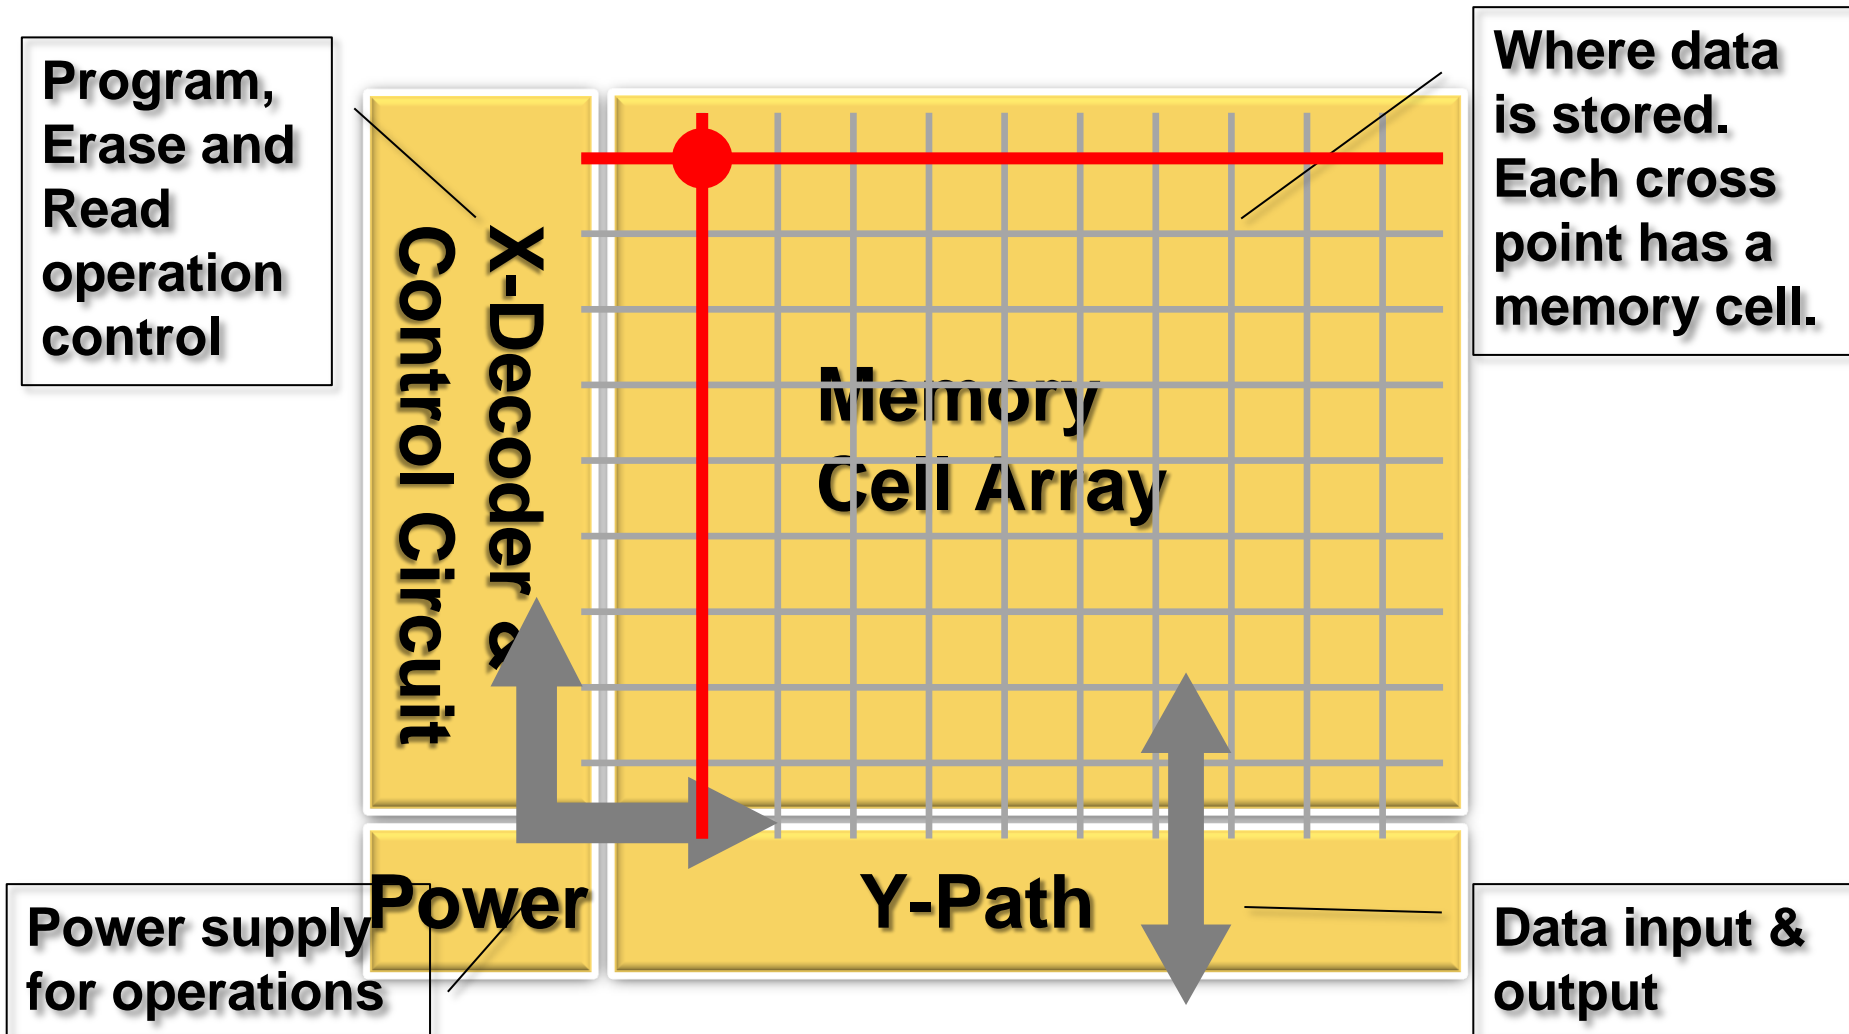 Program,
Erase and
Read
operation
control
X-Decoder &
Control Circuit
Where data
is stored.
Each cross
point has a
memory cell.
Memory
Cell Array
Power supply
for operations
Power
Y-Path
Data input &
output